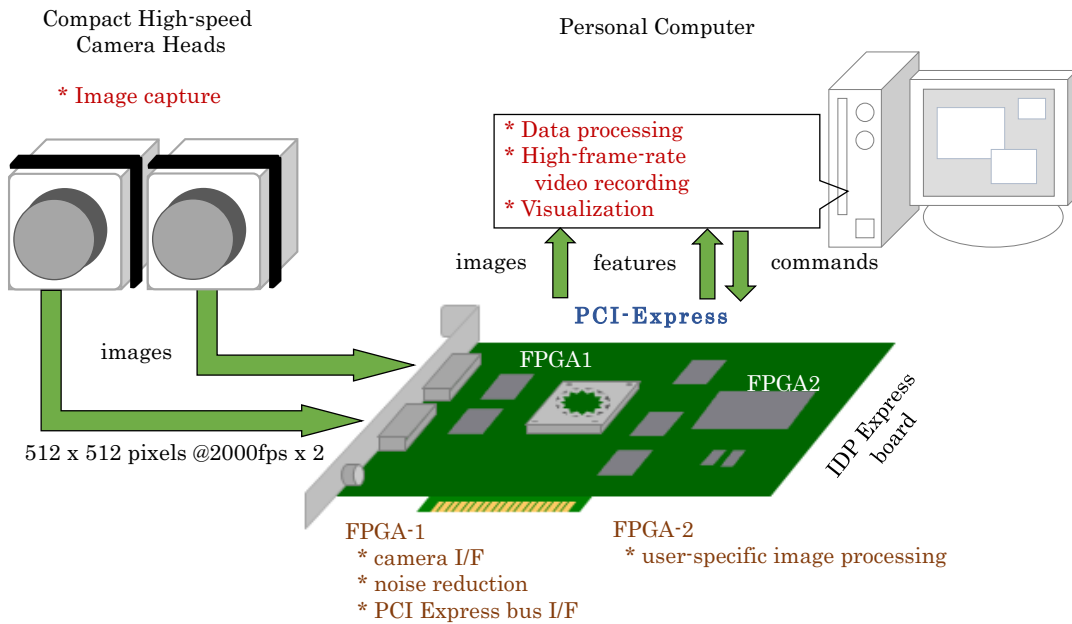 Compact High-speed
Camera Heads
* Image capture
Personal Computer
* Data processing
* High-frame-rate
video recording
* Visualization
images
features
commands
PCI-Express
images
FPGA1
FPGA2
512 x 512 pixels @2000fps x 2
IDP Express
board
FPGA-1
* camera I/F
* noise reduction
* PCI Express bus I/F
FPGA-2
* user-specific image processing